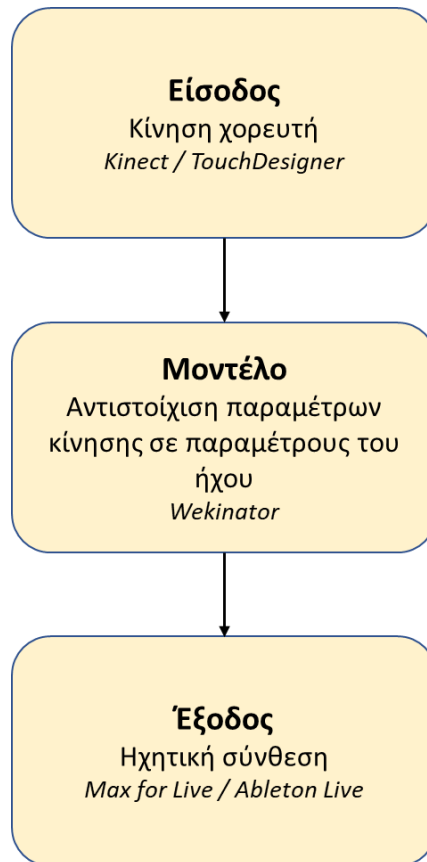 Είσοδος
Κίνηση χορευτή
Kinect / TouchDesigner
Μοντέλο
Αντιστοίχιση παραμέτρων
κίνησης σε παραμέτρους του
ήχου
Wekinator
Έξοδος
Ηχητική σύνθεση
Max for Live / Ableton Live